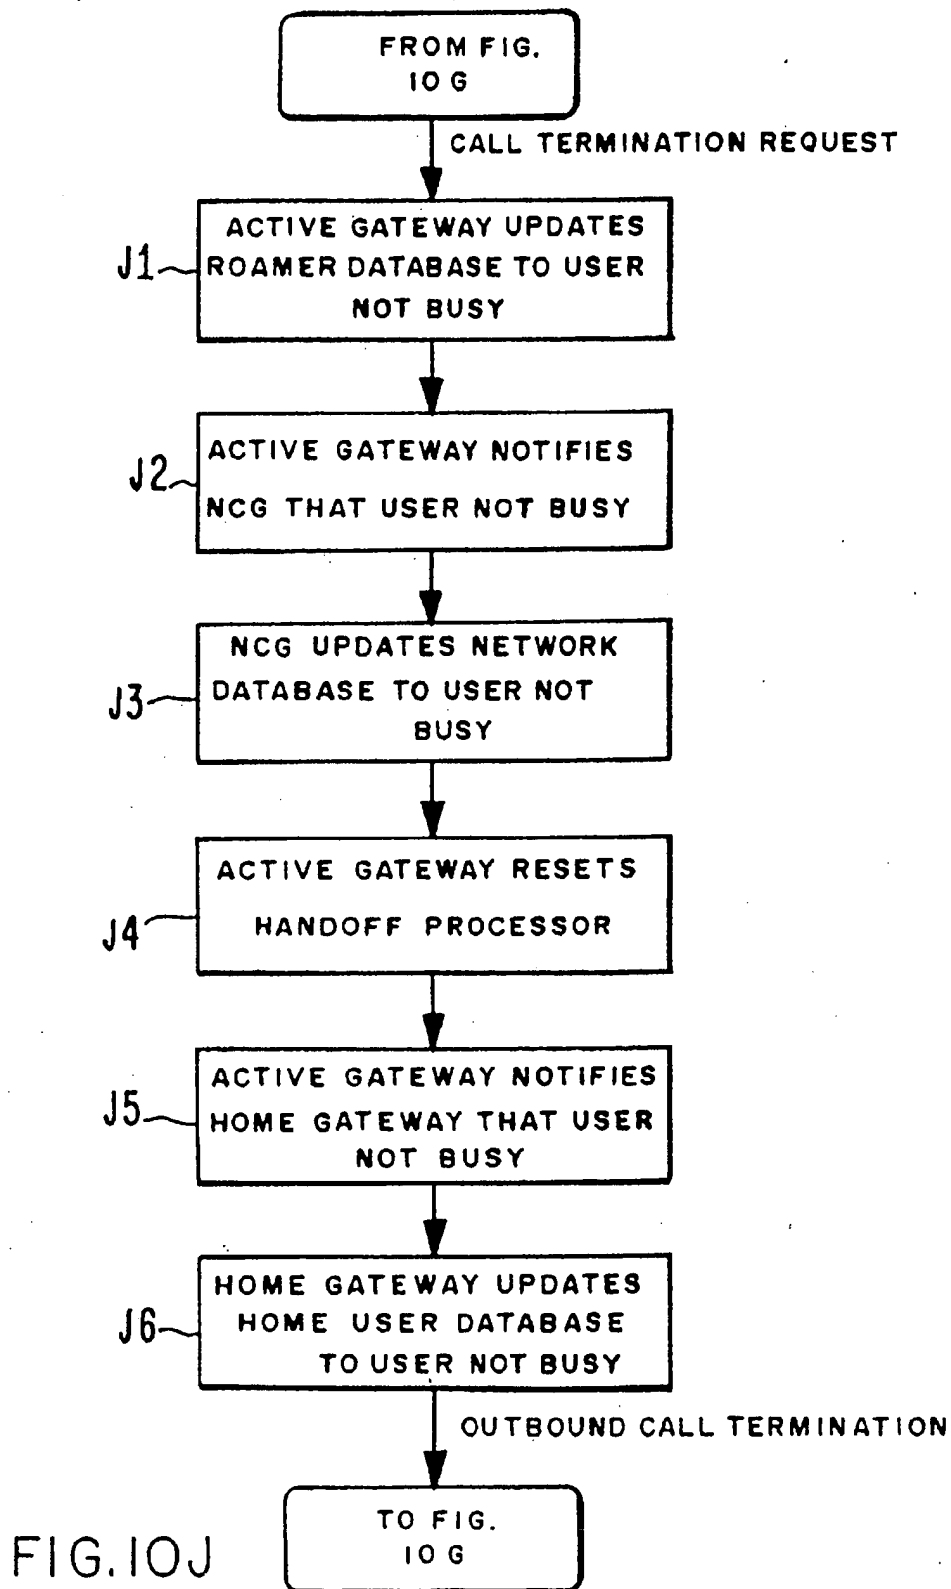 FROM FIG.
10 G
CALL TERMINATION REQUEST
J1
ACTIVE GATEWAY UPDATES
ROAMER DATABASE TO USER
NOT BUSY
J2
ACTIVE GATEWAY NOTIFIES
NCG THAT USER NOT BUSY
J3
NCG UPDATES NETWORK
DATABASE TO USER NOT
BUSY
J4
ACTIVE GATEWAY RESETS
HANDOFF PROCESSOR
J5
ACTIVE GATEWAY NOTIFIES
HOME GATEWAY THAT USER
NOT BUSY
J6
HOME GATEWAY UPDATES
HOME USER DATABASE
TO USER NOT BUSY
OUTBOUND CALL TERMINATION
TO FIG.
10 G
FIG. 10J